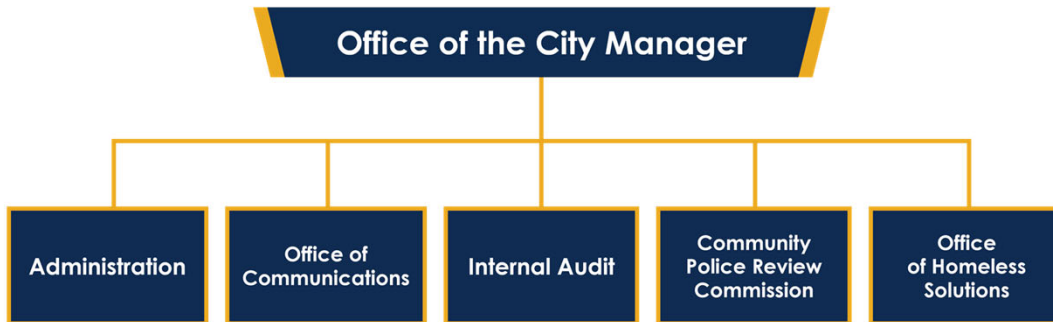 Office of the City Manager
Administration
Office of
Communications
Internal Audit
Community
Police Review
Commission
Office
of Homeless
Solutions